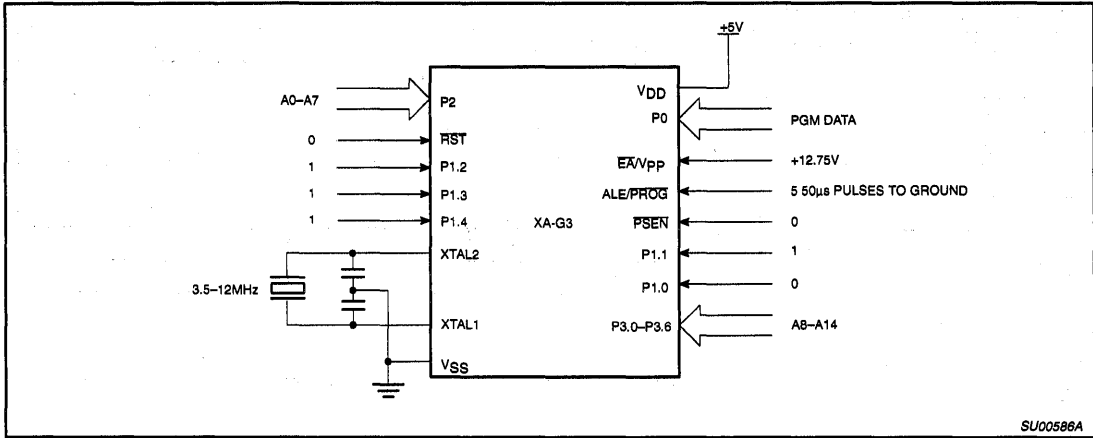 +5V
A0–A7
P2
VDD
P0
PGM DATA
0
RST
1
P1.2
EA/VPP
+12.75V
1
P1.3
ALE/PROG
5 50µs PULSES TO GROUND
1
P1.4
XA-G3
PSEN
0
XTAL2
P1.1
1
3.5–12MHz
P1.0
0
XTAL1
P3.0–P3.6
A8–A14
VSS
SU00586A